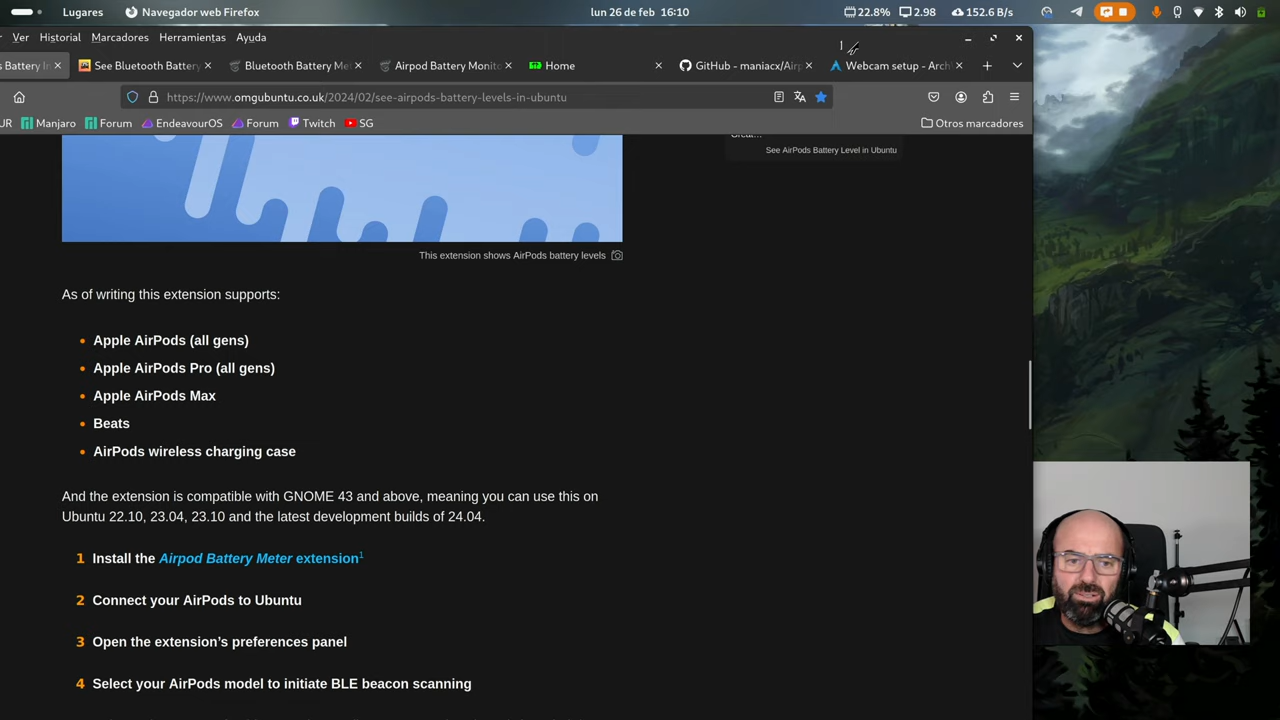 Lugares
Navegador web Firefox
lun 26 de feb 16:10
22.8%
2.98
152.6 B/s
Ver
Historial
Marcadores
Herramientas
Ayuda
s Battery In
See Bluetooth Battery
Bluetooth Battery Met
Airpod Battery Monito
Home
GitHub - maniacx/Airp
Webcam setup - Arch
https://www.omgubuntu.co.uk/2024/02/see-airpods-battery-levels-in-ubuntu
UR
Manjaro
Forum
EndeavourOS
Forum
Twitch
SG
Otros marcadores
See AirPods Battery Level in Ubuntu
This extension shows AirPods battery levels
As of writing this extension supports:
• Apple AirPods (all gens)
• Apple AirPods Pro (all gens)
• Apple AirPods Max
• Beats
• AirPods wireless charging case
And the extension is compatible with GNOME 43 and above, meaning you can use this on
Ubuntu 22.10, 23.04, 23.10 and the latest development builds of 24.04.
1 Install the Airpod Battery Meter extension1
2 Connect your AirPods to Ubuntu
3 Open the extension’s preferences panel
4 Select your AirPods model to initiate BLE beacon scanning